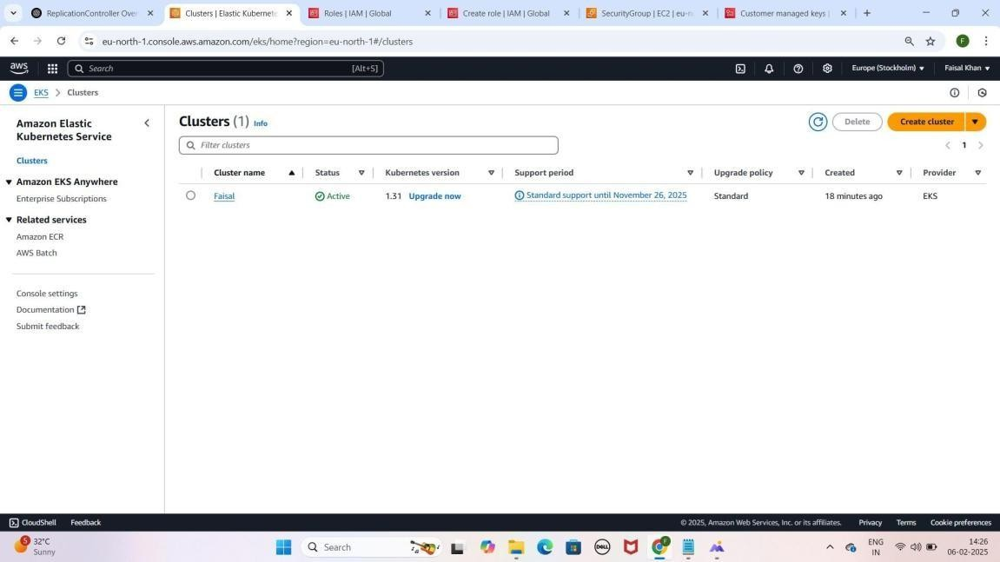 ReplicationController Over
Clusters | Elastic Kubernete
Roles | IAM | Global
Create role | IAM | Global
SecurityGroup | EC2 | eu-n
Customer managed keys |
eu-north-1.console.aws.amazon.com/eks/home?region=eu-north-1#/clusters
F
aws
Search
[Alt+S]
Europe (Stockholm)
Faisal Khan
EKS
Clusters
Amazon Elastic
Kubernetes Service
Clusters
Amazon EKS Anywhere
Enterprise Subscriptions
Related services
Amazon ECR
AWS Batch
Console settings
Documentation
Submit feedback
Clusters (1) Info
Delete
Create cluster
Filter clusters
1
Cluster name Status Kubernetes version Support period Upgrade policy Created Provider
Faisal Active 1.31 Upgrade now Standard support until November 26, 2025 Standard 18 minutes ago EKS
CloudShell Feedback
© 2025, Amazon Web Services, Inc. or its affiliates. Privacy Terms Cookie preferences
5
32°C
Sunny
Search
DELL
F
ENG
IN
14:26
06-02-2025